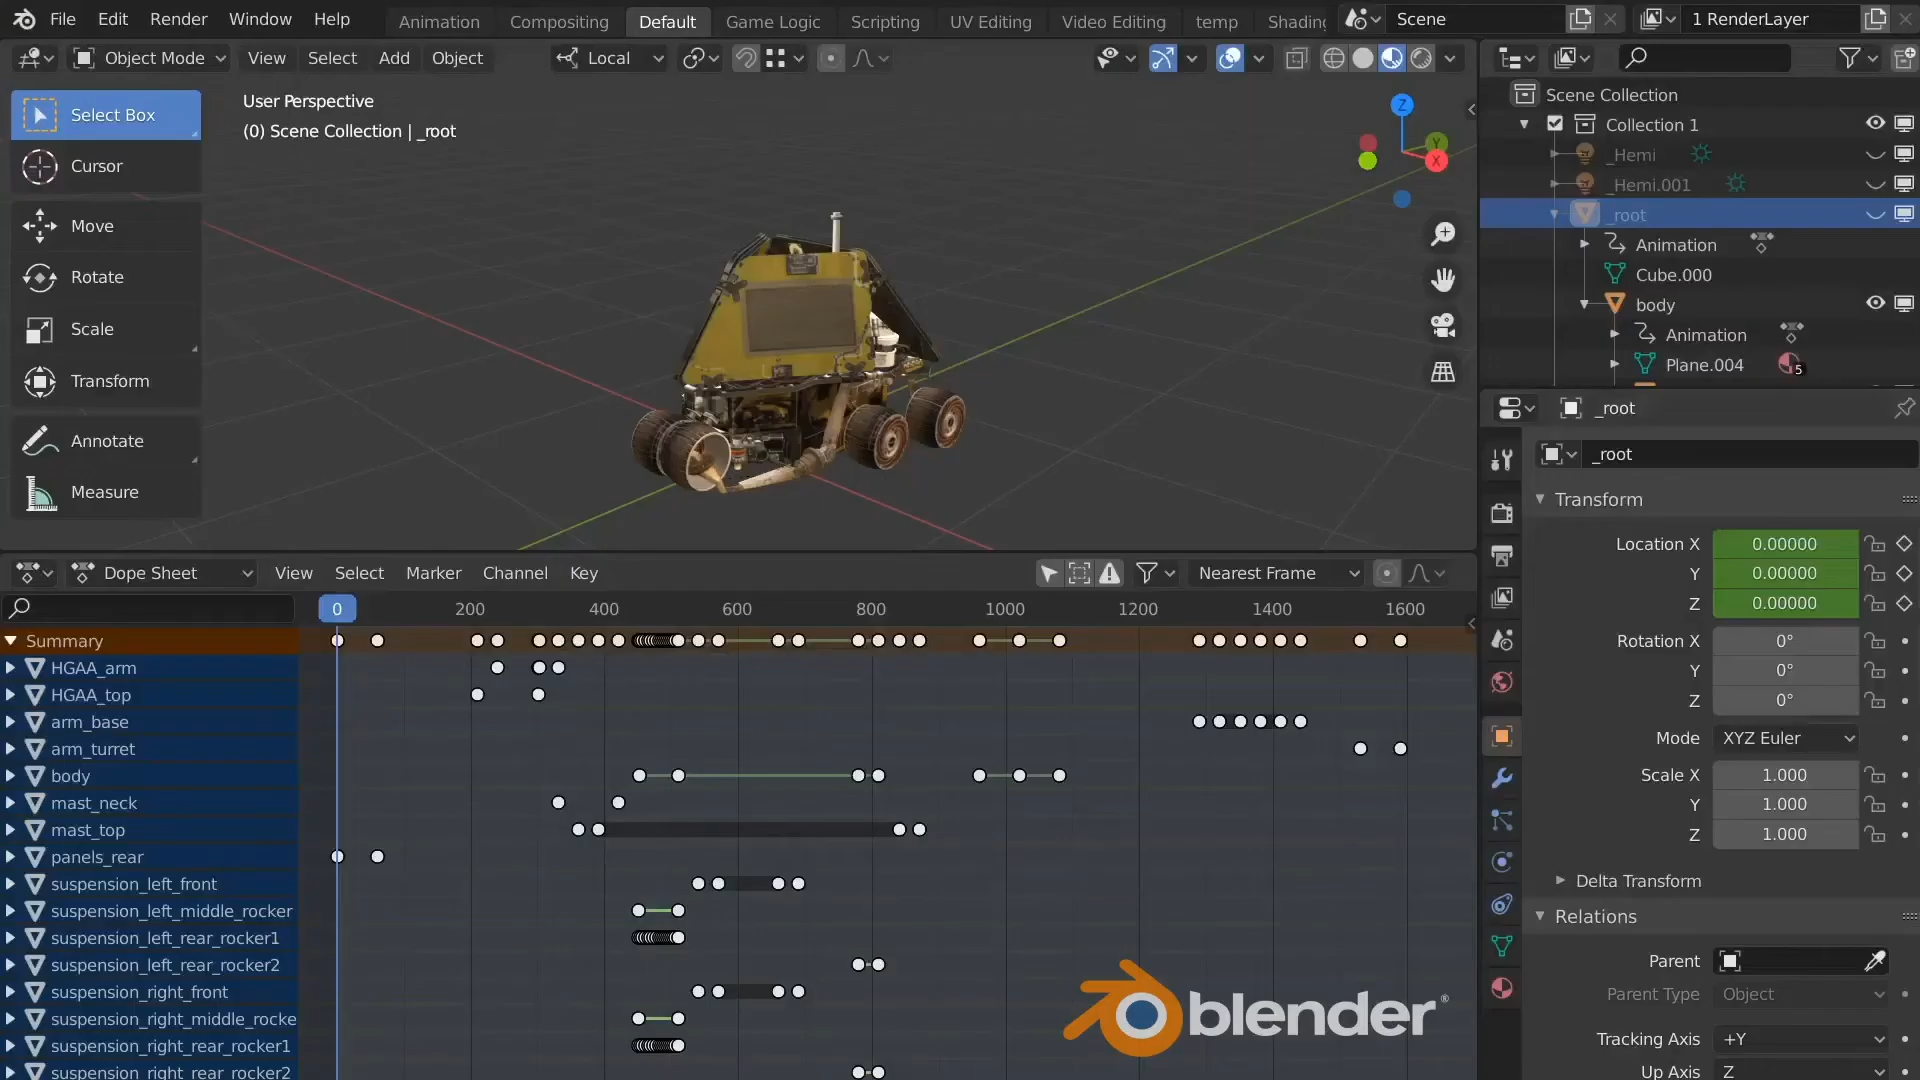 File Edit Render Window Help Animation Compositing Default Game Logic Scripting UV Editing Video Editing temp Shading Scene 1 RenderLayer
Object Mode View Select Add Object Local
Select Box
Cursor
Move
Rotate
Scale
Transform
Annotate
Measure
User Perspective
(0) Scene Collection | _root
Z
Y
X
Scene Collection
Collection 1
_Hemi
_Hemi.001
_root
Animation
Cube.000
body
Animation
Plane.004 5
_root
_root
Transform
Location X 0.00000
Y 0.00000
Z 0.00000
Rotation X 0°
Y 0°
Z 0°
Mode XYZ Euler
Scale X 1.000
Y 1.000
Z 1.000
Delta Transform
Relations
Parent
Parent Type Object
Tracking Axis +Y
Up Axis Z
Dope Sheet View Select Marker Channel Key Nearest Frame
0 200 400 600 800 1000 1200 1400 1600
Summary
HGAA_arm
HGAA_top
arm_base
arm_turret
body
mast_neck
mast_top
panels_rear
suspension_left_front
suspension_left_middle_rocker
suspension_left_rear_rocker1
suspension_left_rear_rocker2
suspension_right_front
suspension_right_middle_rocke
suspension_right_rear_rocker1
suspension_right_rear_rocker2
blender®